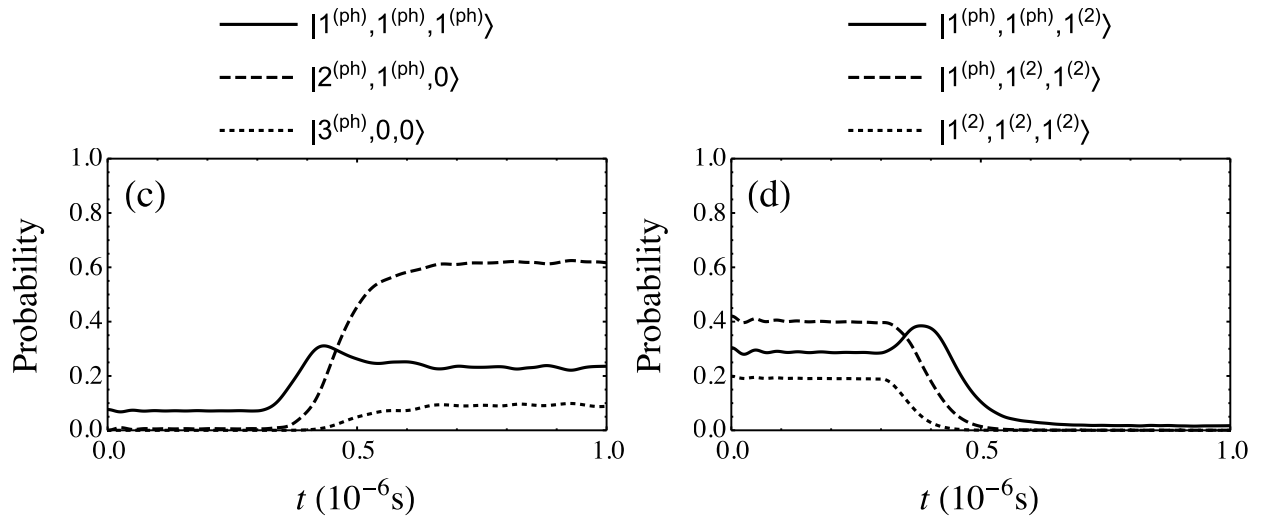 |1⁽ᵖʰ⁾,1⁽ᵖʰ⁾,1⁽ᵖʰ⁾⟩
|2⁽ᵖʰ⁾,1⁽ᵖʰ⁾,0⟩
|3⁽ᵖʰ⁾,0,0⟩
(c)
Probability
1.0
0.8
0.6
0.4
0.2
0.0
0.0
0.5
1.0
t (10⁻⁶s)
|1⁽ᵖʰ⁾,1⁽ᵖʰ⁾,1⁽²⁾⟩
|1⁽ᵖʰ⁾,1⁽²⁾,1⁽²⁾⟩
|1⁽²⁾,1⁽²⁾,1⁽²⁾⟩
(d)
Probability
1.0
0.8
0.6
0.4
0.2
0.0
0.0
0.5
1.0
t (10⁻⁶s)